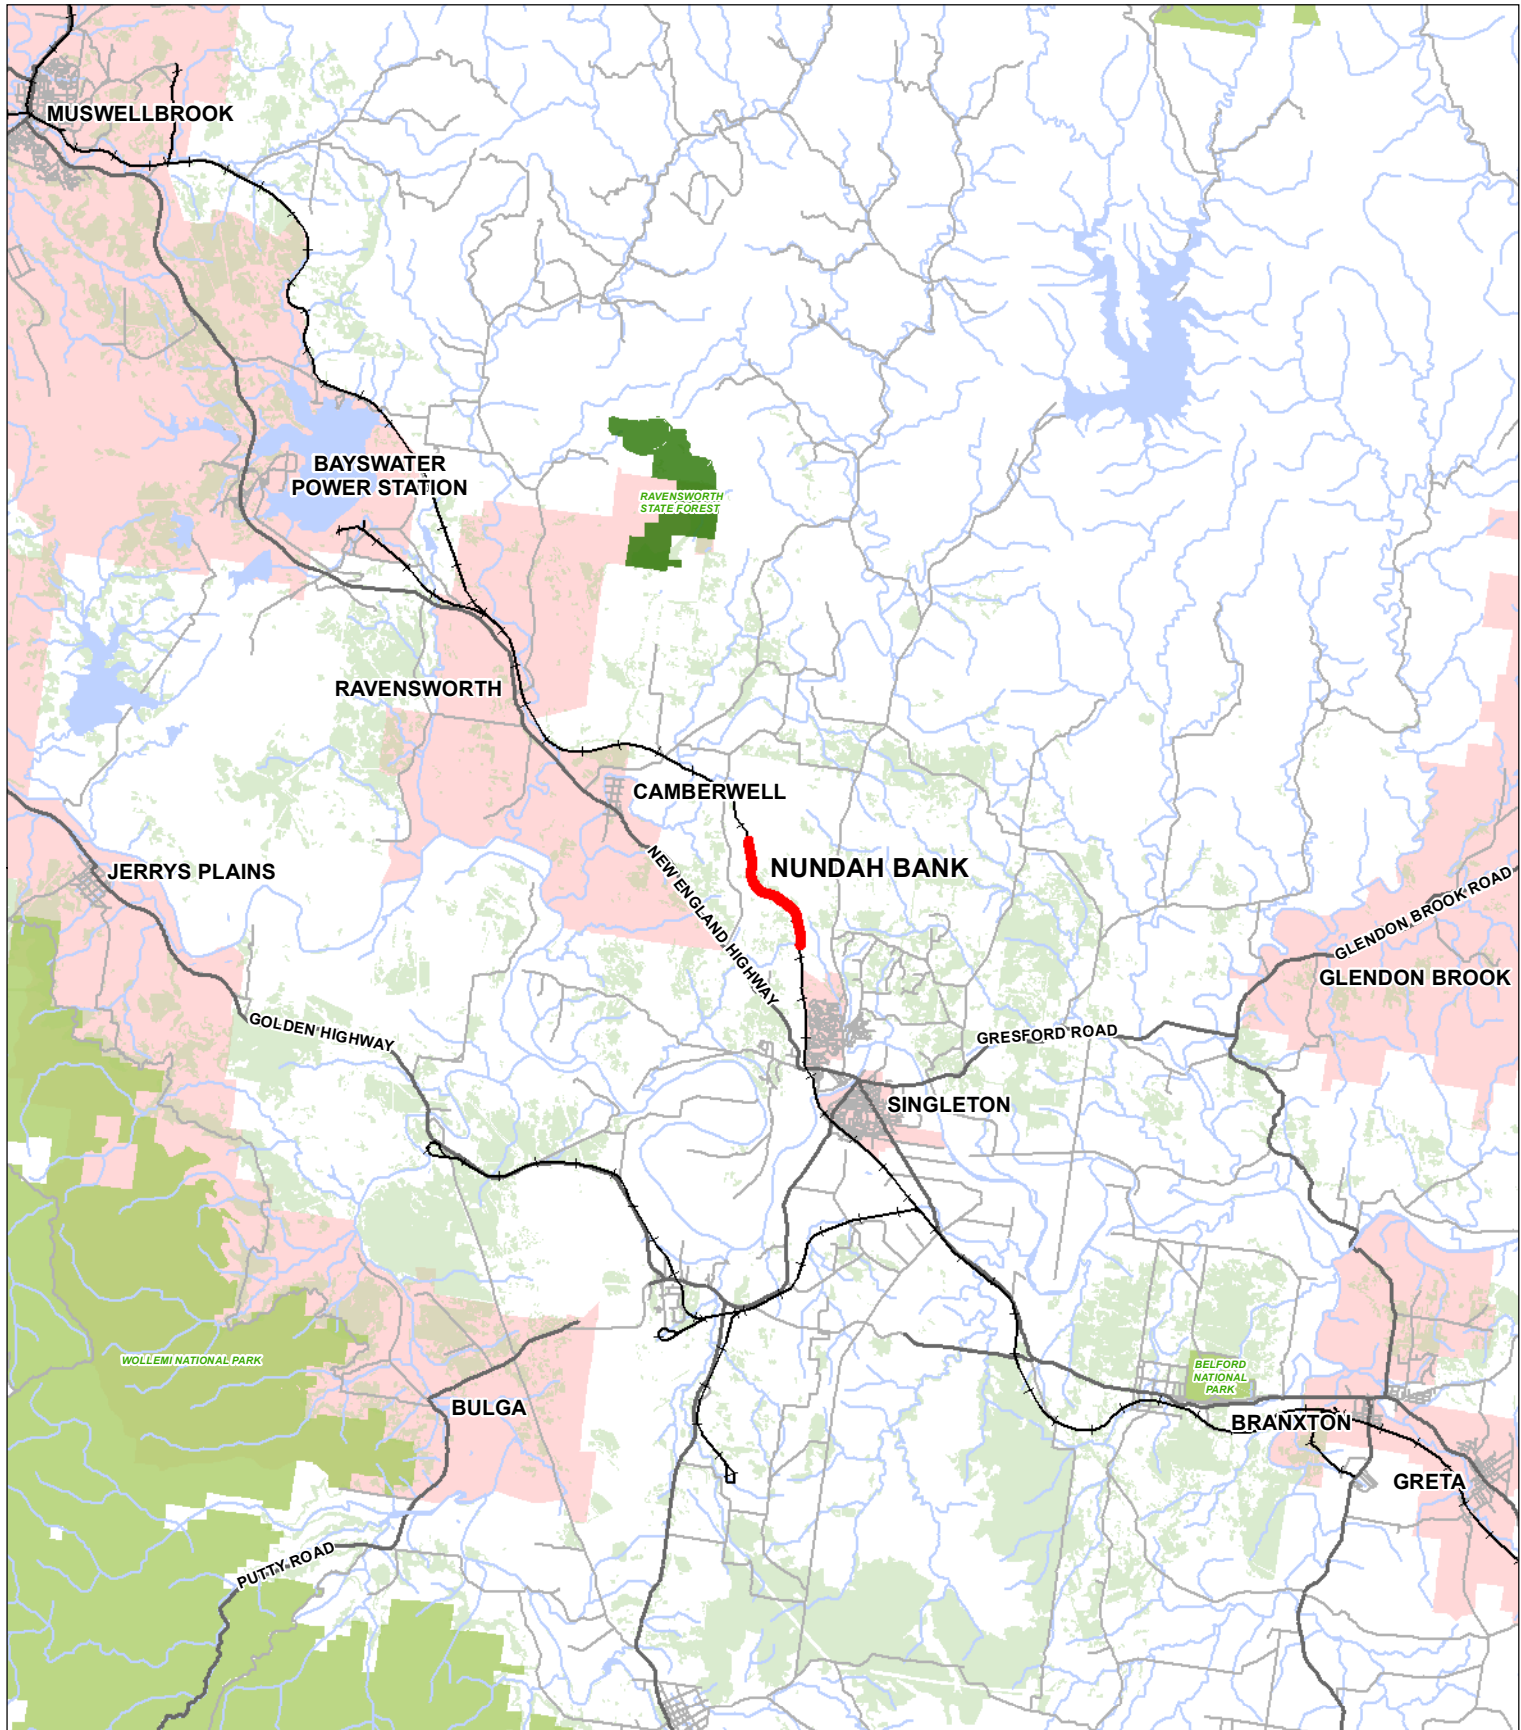 MUSWELLBROOK
BAYSWATER
POWER STATION
RAVENSWORTH
STATE FOREST
RAVENSWORTH
CAMBERWELL
NUNDAH BANK
NEW ENGLAND HIGHWAY
JERRYS PLAINS
GLENDON BROOK ROAD
GLENDON BROOK
GOLDEN HIGHWAY
GRESFORD ROAD
SINGLETON
WOLLEMI NATIONAL PARK
BELFORD
NATIONAL
PARK
BULGA
BRANXTON
GRETA
PUTTY ROAD